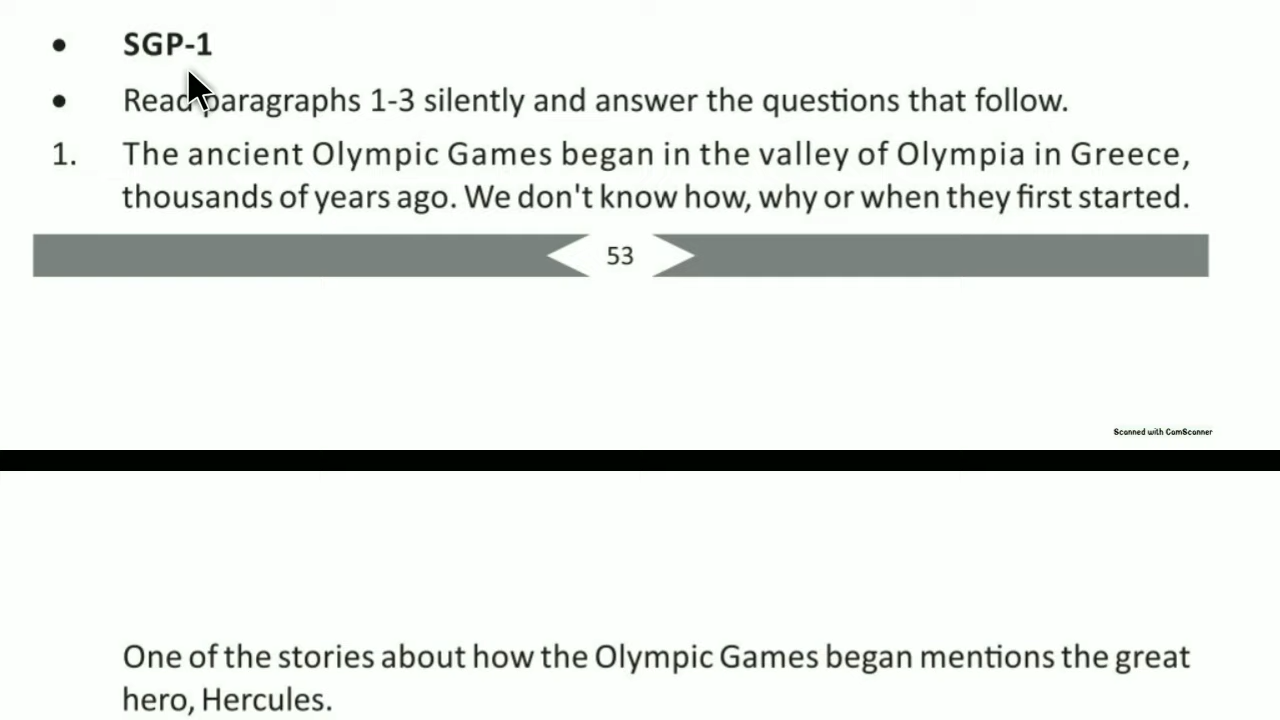 • SGP-1
• Read paragraphs 1-3 silently and answer the questions that follow.
1. The ancient Olympic Games began in the valley of Olympia in Greece,
thousands of years ago. We don't know how, why or when they first started.
53
Scanned with CamScanner
One of the stories about how the Olympic Games began mentions the great
hero, Hercules.